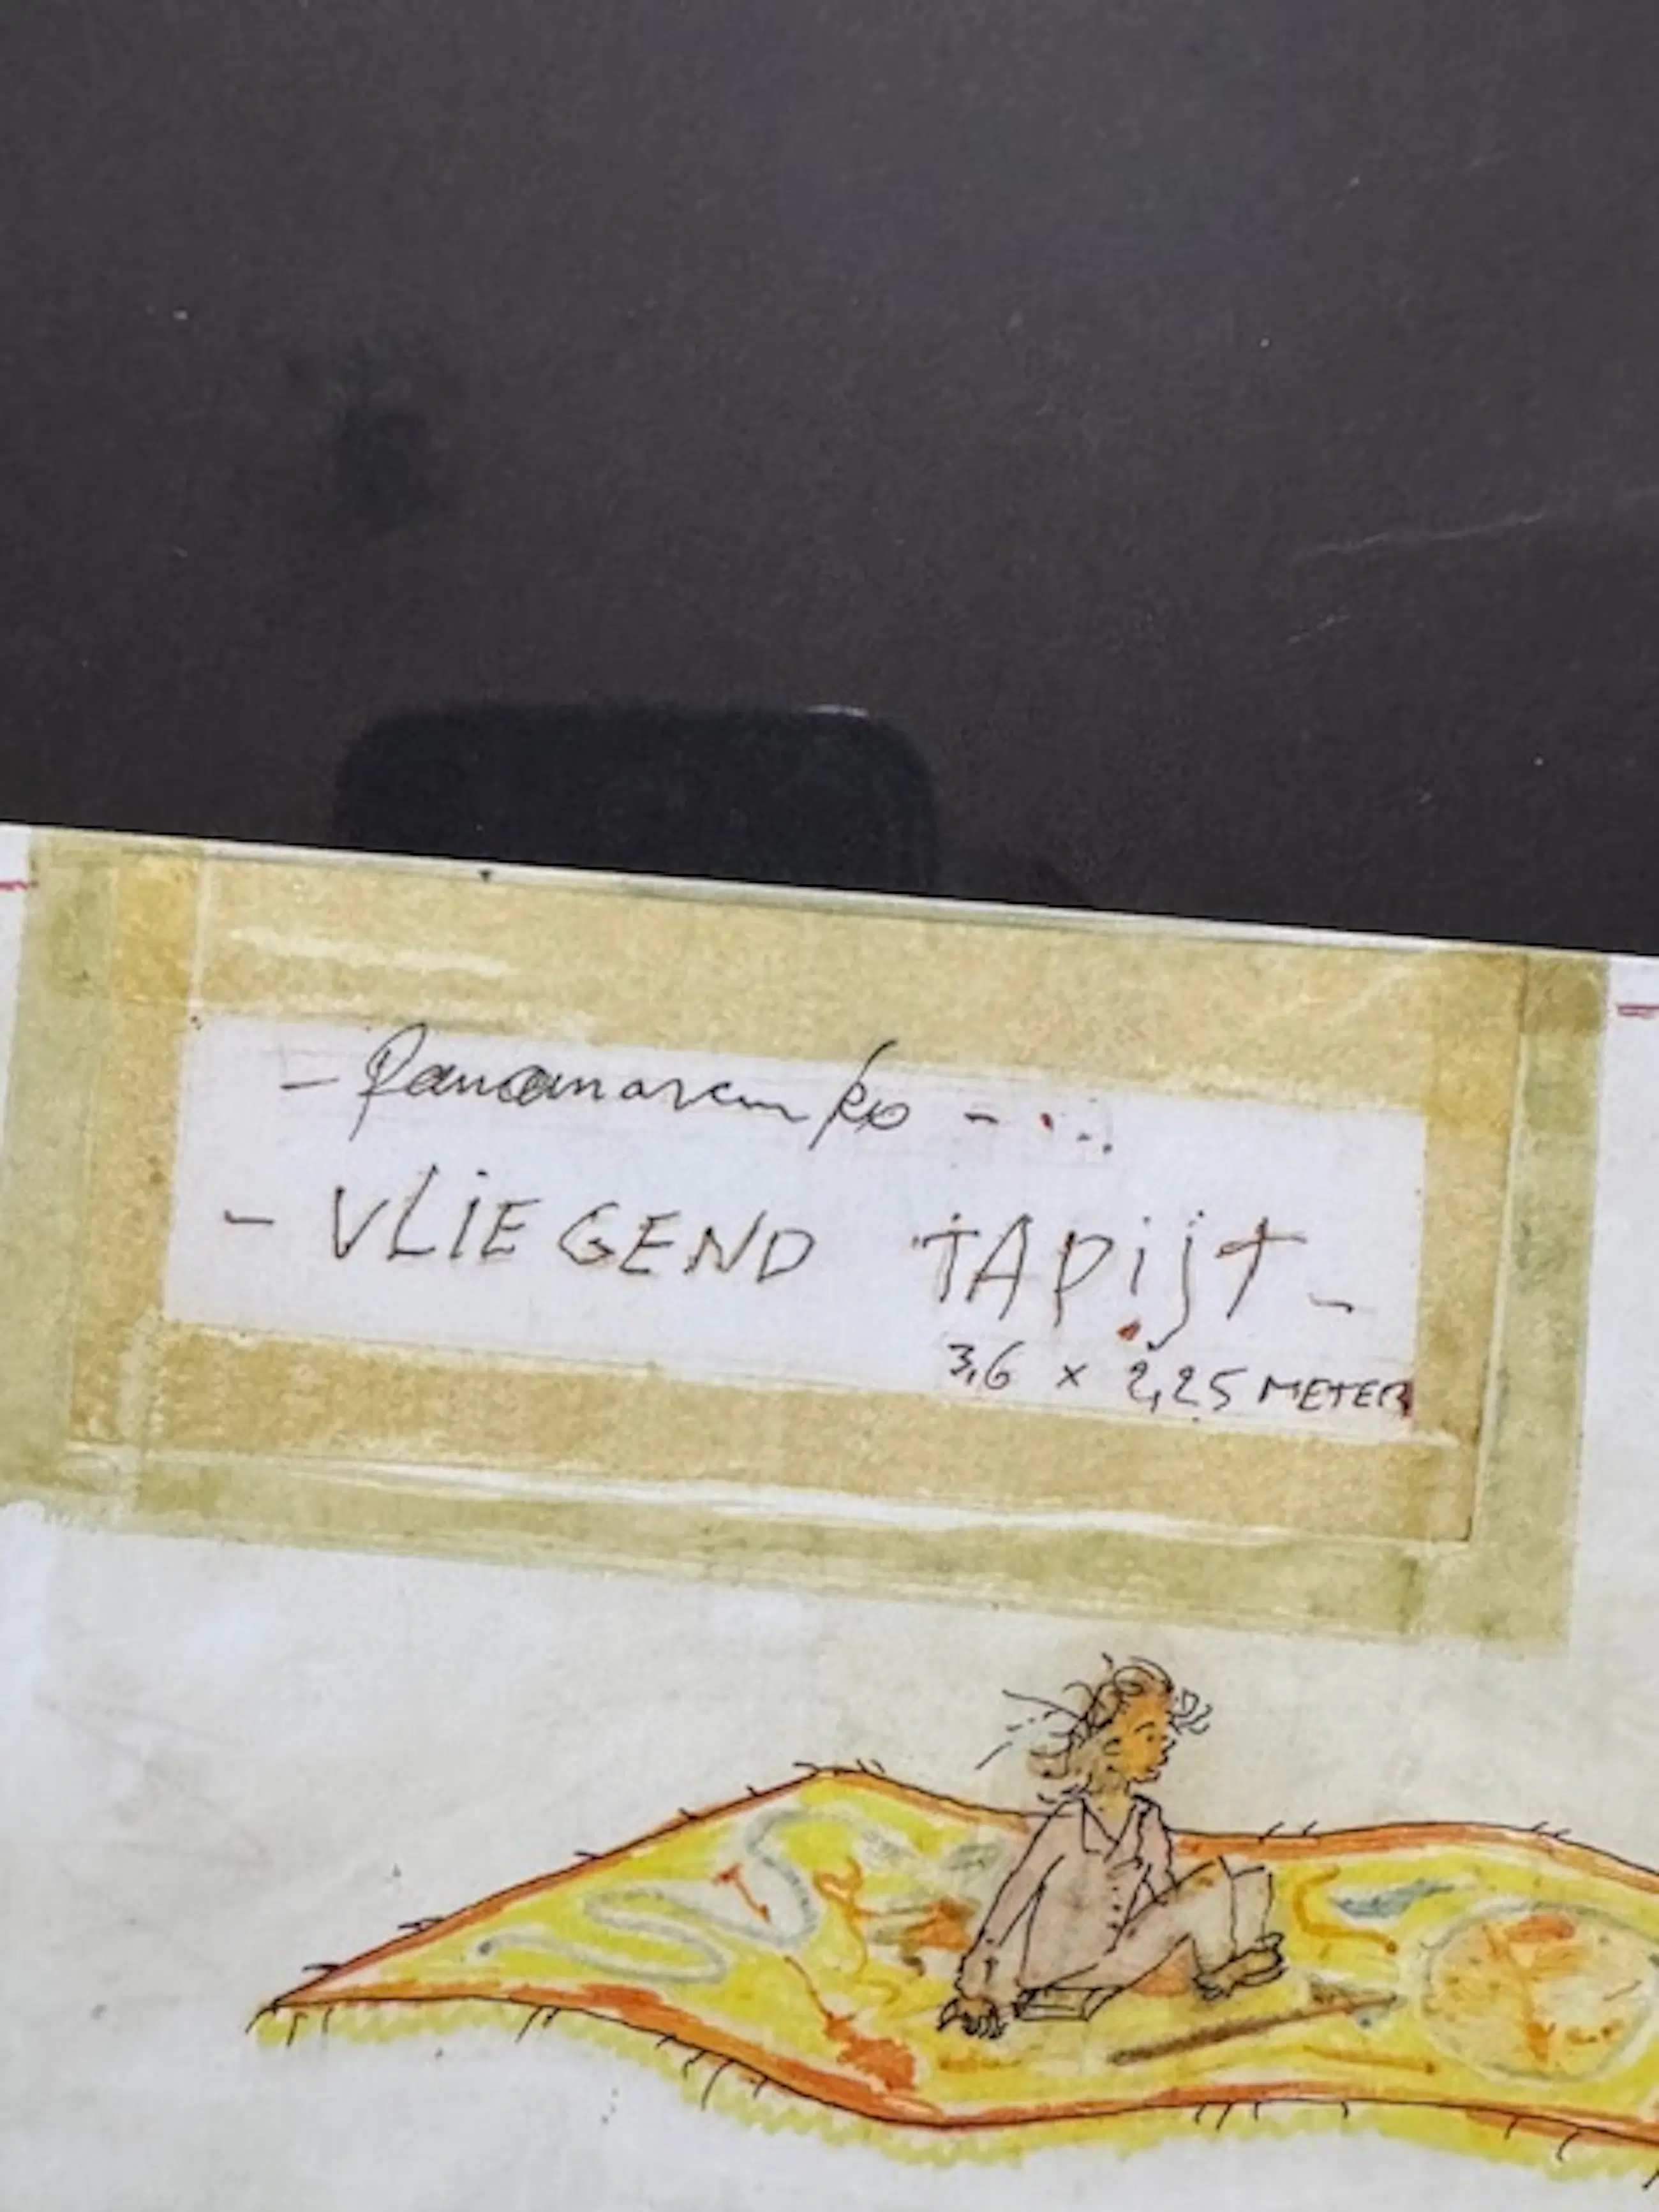 - Panamarenko -
- VLIEGEND TAPijT -
3,6 x 2,25 METER